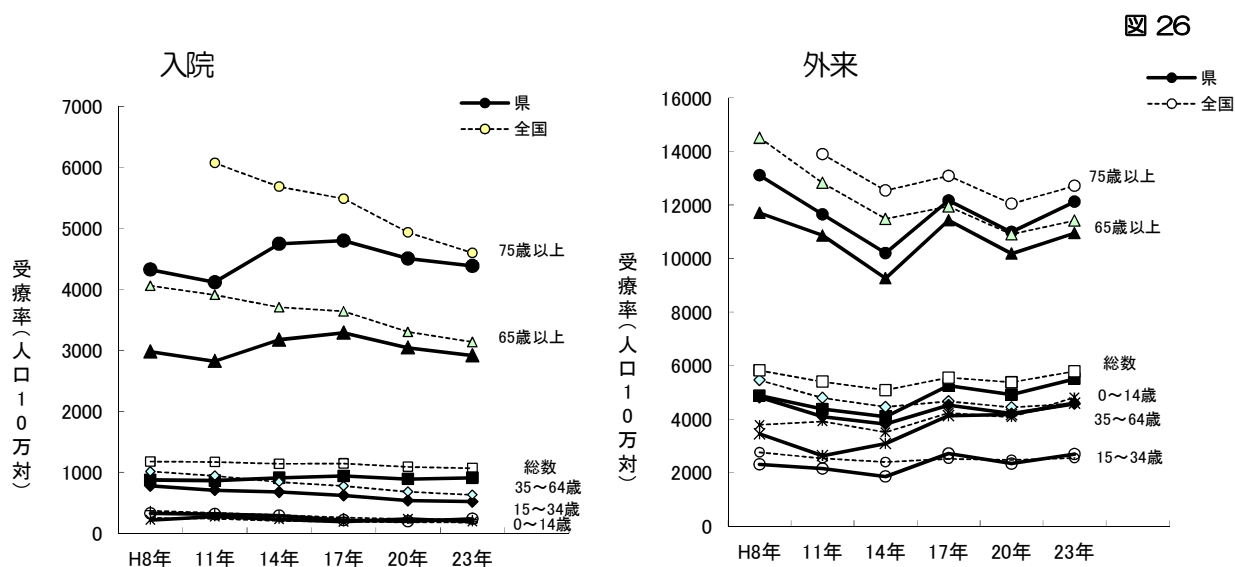 図 26
入院
県
全国
7000
6000
5000
4000
3000
2000
1000
0
受療率（人口１０万対）
75歳以上
65歳以上
総数
35～64歳
15～34歳
0～14歳
H8年 11年 14年 17年 20年 23年
外来
県
全国
16000
14000
12000
10000
8000
6000
4000
2000
0
受療率（人口１０万対）
75歳以上
65歳以上
総数
0～14歳
35～64歳
15～34歳
H8年 11年 14年 17年 20年 23年